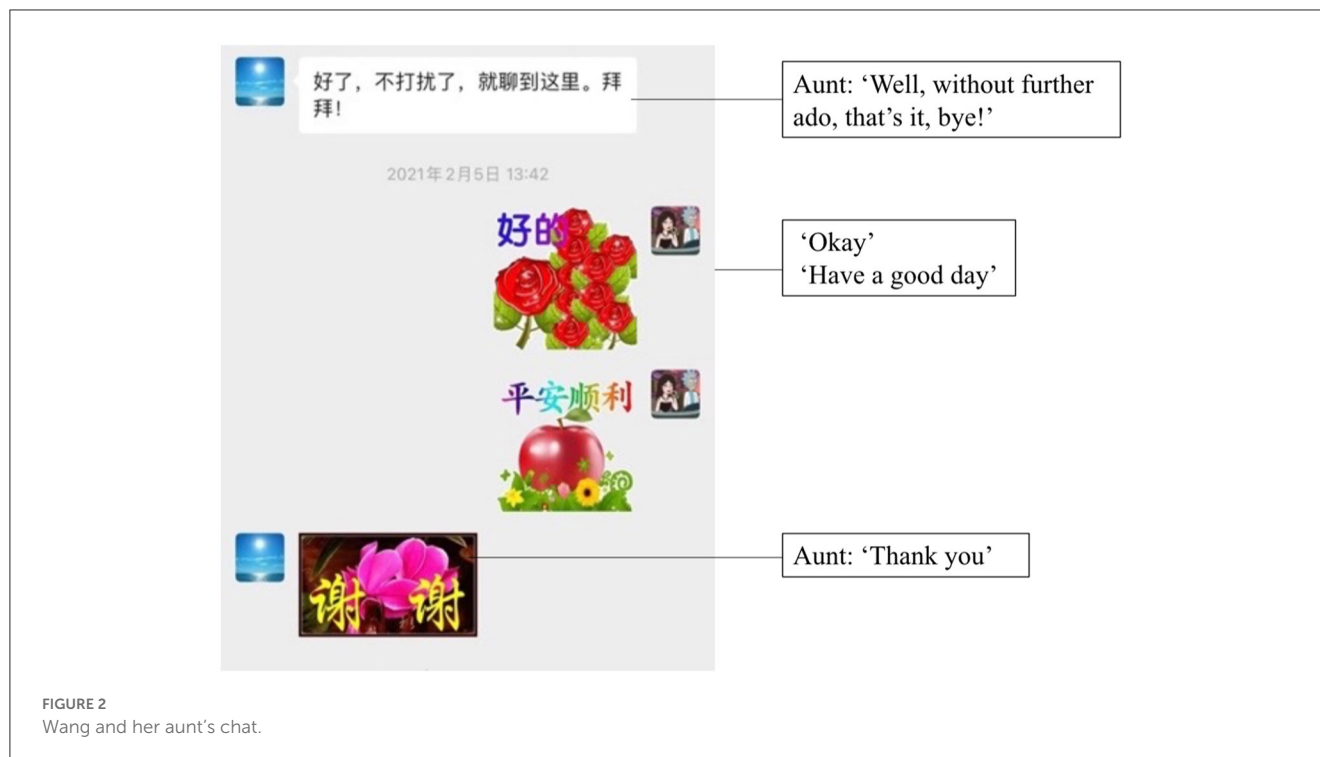 好了，不打扰了，就聊到这里。拜
拜！
Aunt: ‘Well, without further
ado, that’s it, bye!’
2021年2月5日 13:42
好的
‘Okay’
‘Have a good day’
平安顺利
谢 谢
Aunt: ‘Thank you’
FIGURE 2
Wang and her aunt’s chat.